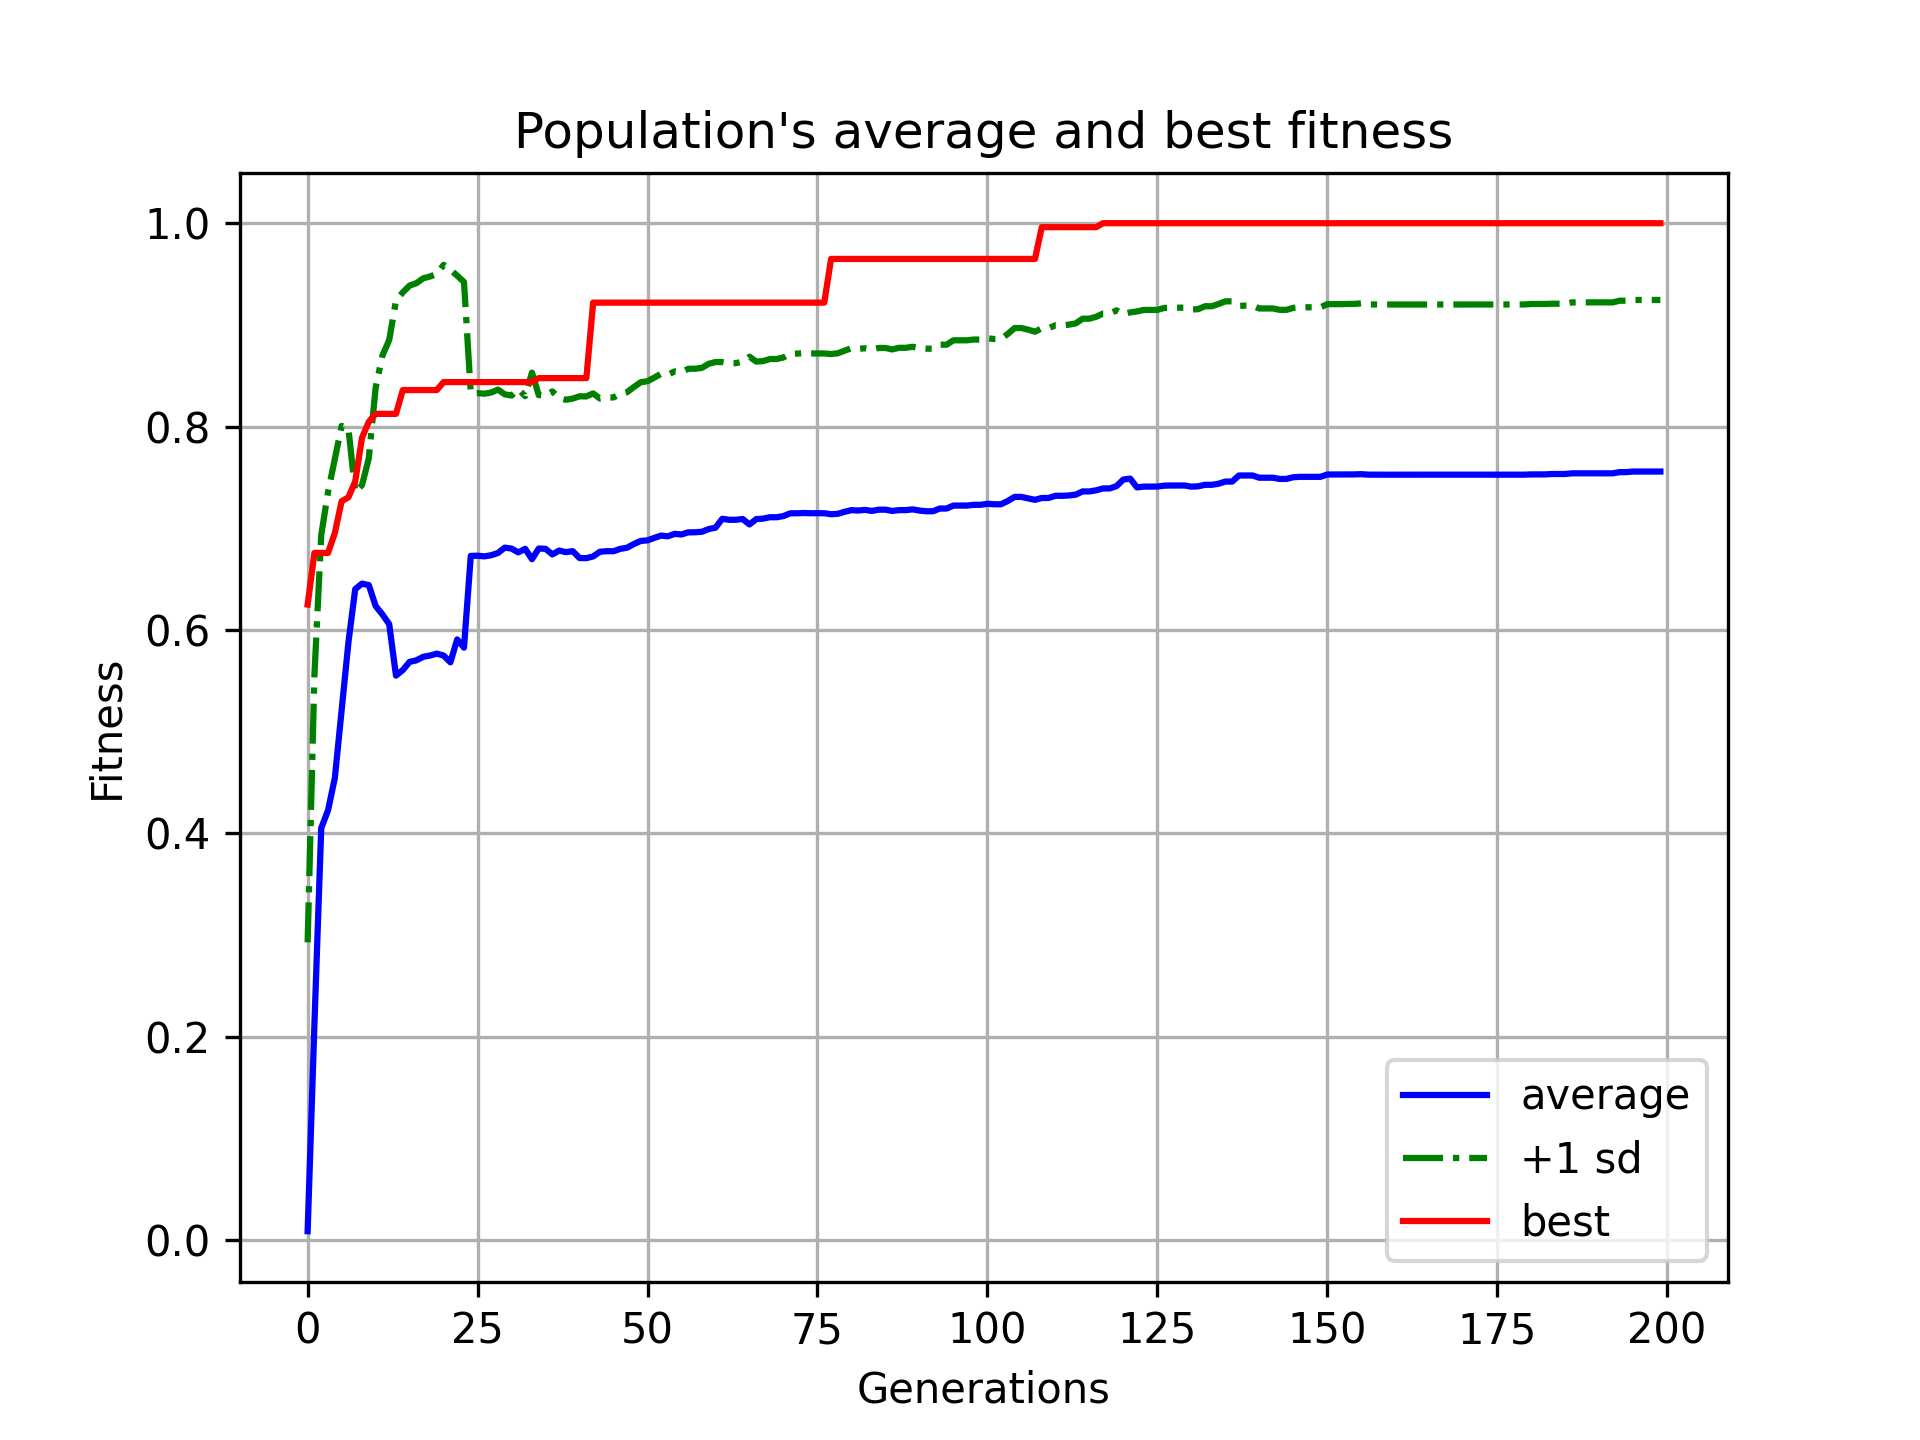 Population's average and best fitness
1.0
0.8
0.6
0.4
0.2
0.0
Fitness
average
+1 sd
best
0 25 50 75 100 125 150 175 200
Generations